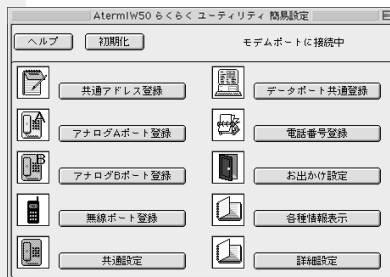 AtermIW50 らくらく ユーティリティ 簡易設定
ヘルプ 初期化 モデムポートに接続中
共通アドレス登録 データポート共通登録
アナログAポート登録 電話番号登録
アナログBポート登録 お出かけ設定
無線ポート登録 各種情報表示
共通設定 詳細設定